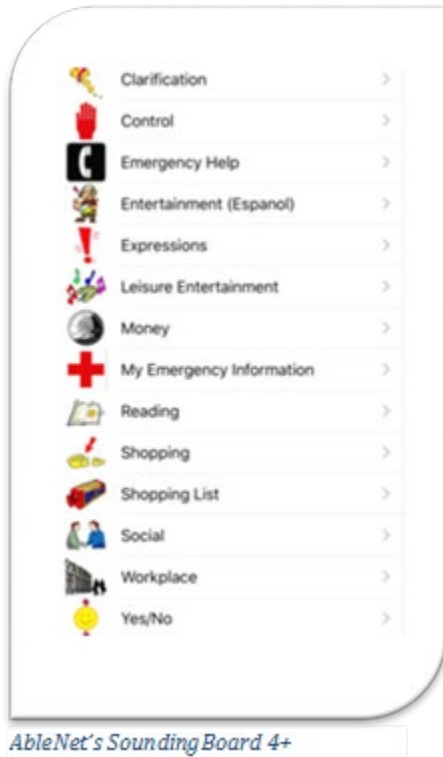 Clarification
Control
Emergency Help
Entertainment (Espanol)
Expressions
Leisure Entertainment
Money
My Emergency Information
Reading
Shopping
Shopping List
Social
Workplace
Yes/No
AbleNet's SoundingBoard 4+